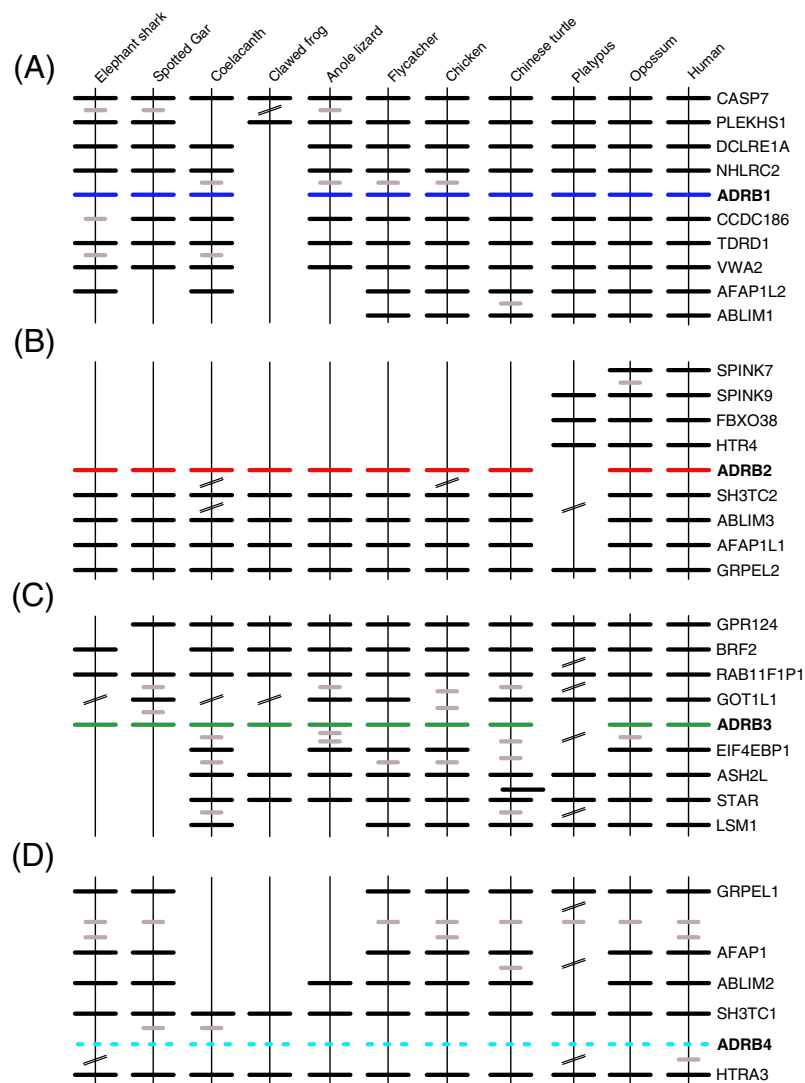 Elephant shark
Spotted Gar
Coelacanth
Clawed frog
Anole lizard
Flycatcher
Chicken
Chinese turtle
Platypus
Opossum
Human
(A)
CASP7
PLEKHS1
DCLRE1A
NHLRC2
ADRB1
CCDC186
TDRD1
VWA2
AFAP1L2
ABLIM1
(B)
SPINK7
SPINK9
FBXO38
HTR4
ADRB2
SH3TC2
ABLIM3
AFAP1L1
GRPEL2
(C)
GPR124
BRF2
RAB11F1P1
GOT1L1
ADRB3
EIF4EBP1
ASH2L
STAR
LSM1
(D)
GRPEL1
AFAP1
ABLIM2
SH3TC1
ADRB4
HTRA3